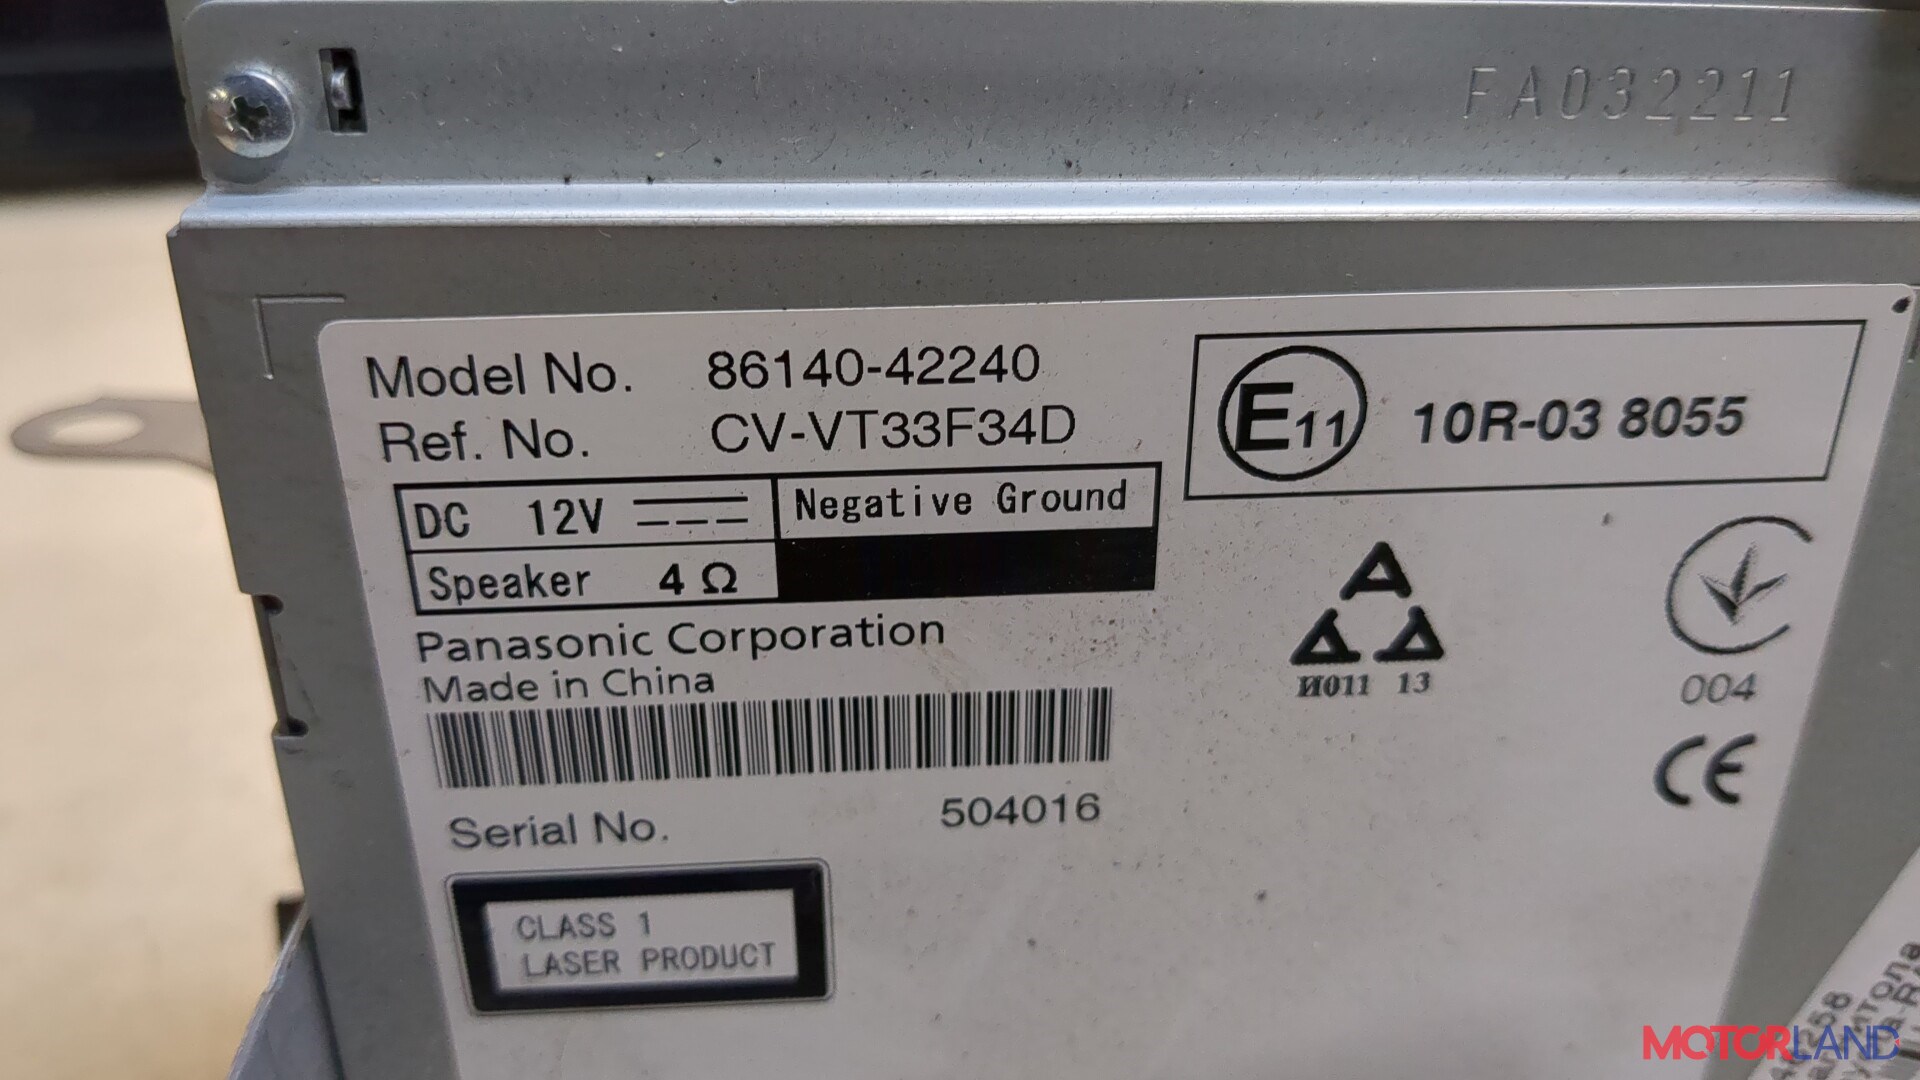 FA032211
Model No. 86140-42240
Ref. No. CV-VT33F34D
E11 10R-03 8055
DC 12V Negative Ground
Speaker 4 Ω
Panasonic Corporation
Made in China
И011 13
004
CE
Serial No. 504016
CLASS 1
LASER PRODUCT
MOTORLAND